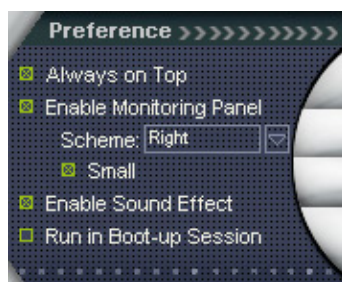 Preference >>>>>>>>>>>
Always on Top
Enable Monitoring Panel
Scheme: Right
Small
Enable Sound Effect
Run in Boot-up Session